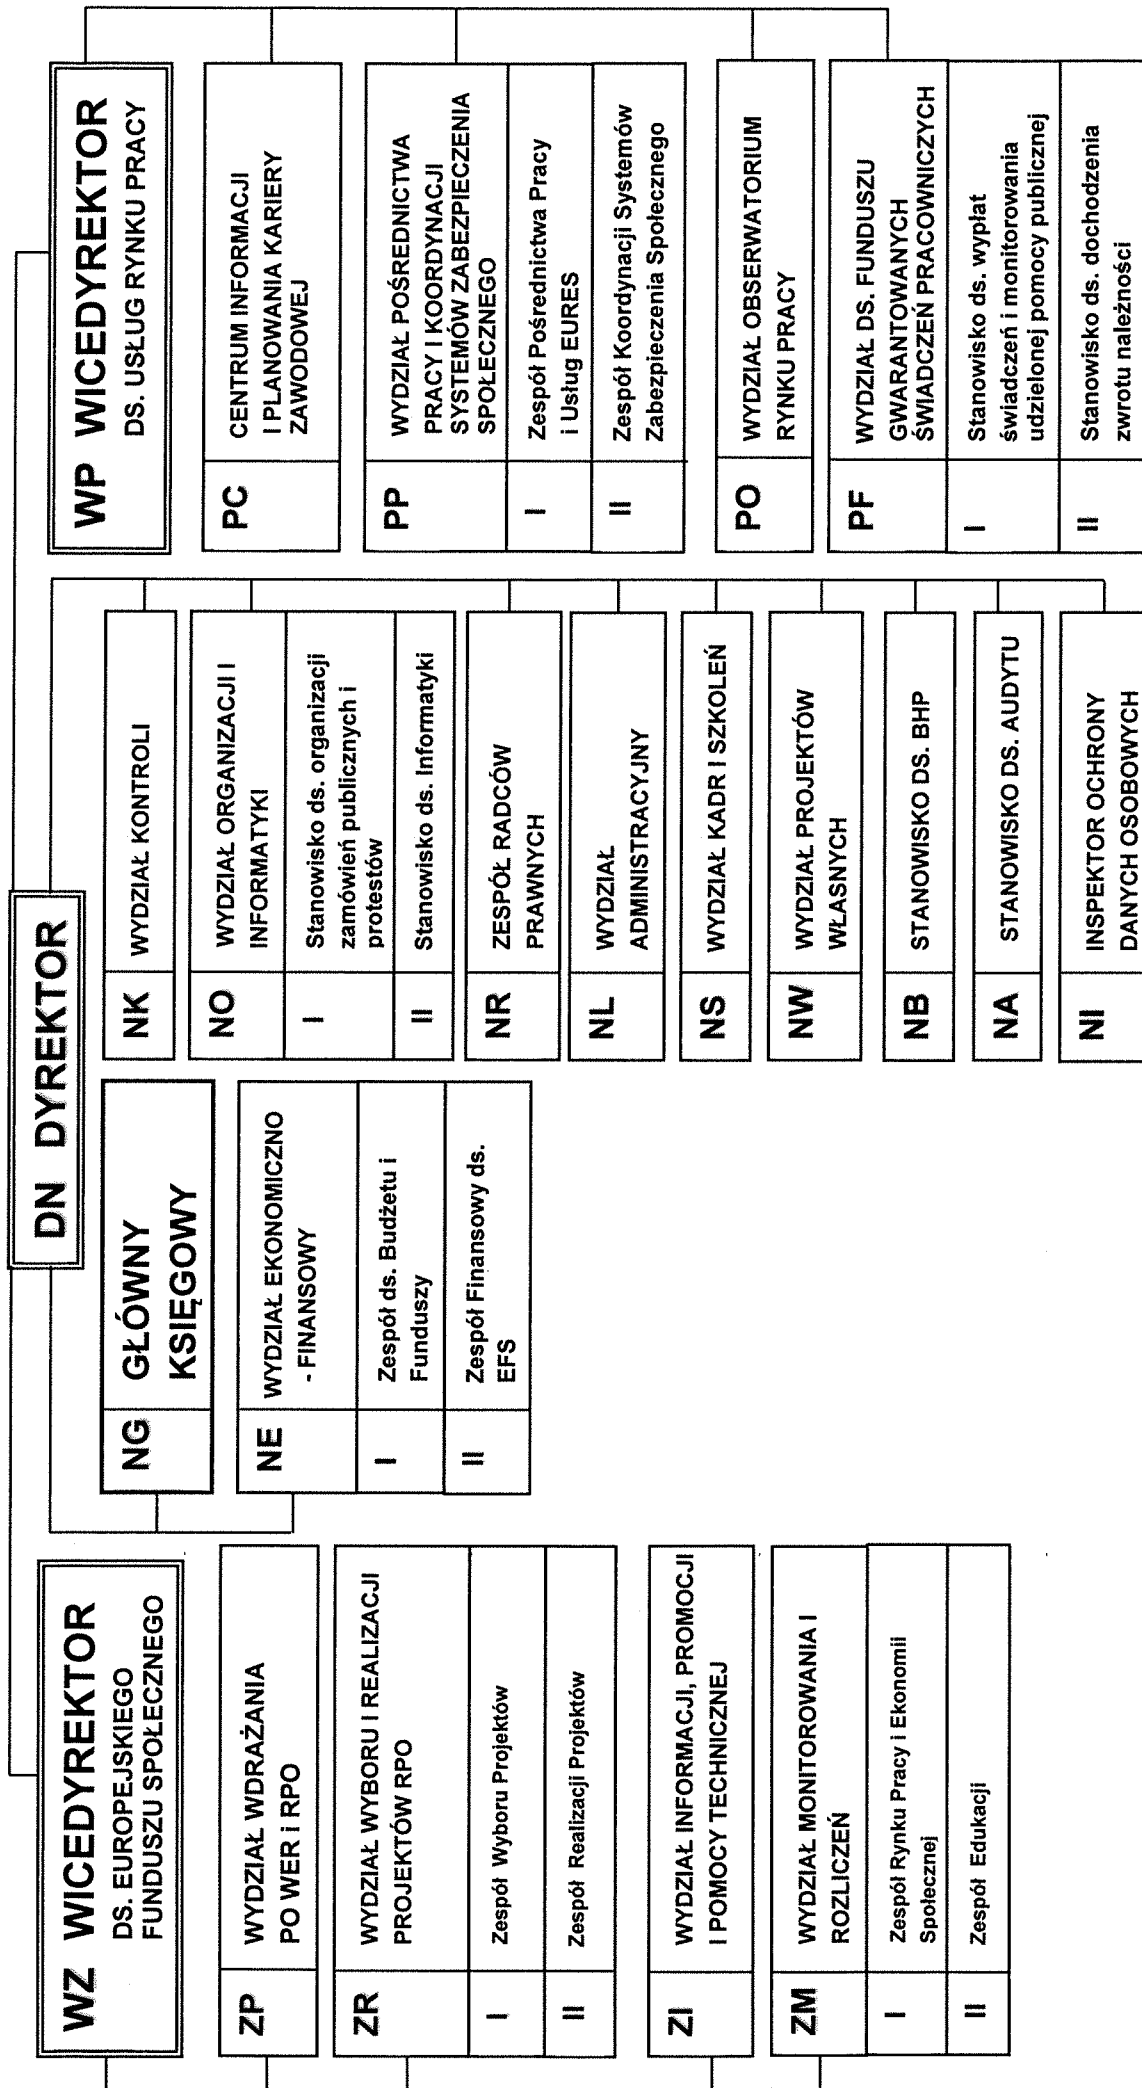 DN DYREKTOR
WZ WICEDYREKTOR
DS. EUROPEJSKIEGO
FUNDUSZU SPOŁECZNEGO
ZP
WYDZIAŁ WDRAŻANIA
PO WER i RPO
ZR
WYDZIAŁ WYBORU I REALIZACJI
PROJEKTÓW RPO
I
Zespół Wyboru Projektów
II
Zespół Realizacji Projektów
ZI
WYDZIAŁ INFORMACJI, PROMOCJI
I POMOCY TECHNICZNEJ
ZM
WYDZIAŁ MONITOROWANIA I
ROZLICZEŃ
I
Zespół Rynku Pracy i Ekonomii
Społecznej
II
Zespół Edukacji
NG
GŁÓWNY
KSIĘGOWY
NE
WYDZIAŁ EKONOMICZNO
- FINANSOWY
I
Zespół ds. Budżetu i
Funduszy
II
Zespół Finansowy ds.
EFS
NK
WYDZIAŁ KONTROLI
NO
WYDZIAŁ ORGANIZACJI I
INFORMATYKI
I
Stanowisko ds. organizacji
zamówień publicznych i
protestów
II
Stanowisko ds. Informatyki
NR
ZESPÓŁ RADCÓW
PRAWNYCH
NL
WYDZIAŁ
ADMINISTRACYJNY
NS
WYDZIAŁ KADR I SZKOLEŃ
NW
WYDZIAŁ PROJEKTÓW
WŁASNYCH
NB
STANOWISKO DS. BHP
NA
STANOWISKO DS. AUDYTU
NI
INSPEKTOR OCHRONY
DANYCH OSOBOWYCH
WP WICEDYREKTOR
DS. USŁUG RYNKU PRACY
PC
CENTRUM INFORMACJI
I PLANOWANIA KARIERY
ZAWODOWEJ
PP
WYDZIAŁ POŚREDNICTWA
PRACY I KOORDYNACJI
SYSTEMÓW ZABEZPIECZENIA
SPOŁECZNEGO
I
Zespół Pośrednictwa Pracy
i Usług EURES
II
Zespół Koordynacji Systemów
Zabezpieczenia Społecznego
PO
WYDZIAŁ OBSERWATORIUM
RYNKU PRACY
PF
WYDZIAŁ DS. FUNDUSZU
GWARANTOWANYCH
ŚWIADCZEŃ PRACOWNICZYCH
I
Stanowisko ds. wypłat
świadczeń i monitorowania
udzielonej pomocy publicznej
II
Stanowisko ds. dochodzenia
zwrotu należności